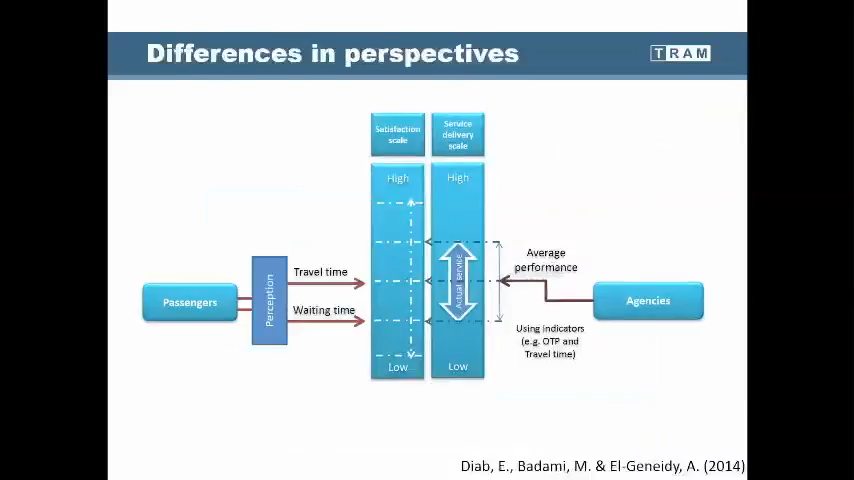 Differences in perspectives
TRAM
Satisfaction
scale
Service
delivery
scale
High
High
Travel time
Waiting time
Perception
Passengers
Actual service
Average
performance
Agencies
Using indicators
(e.g. OTP and
Travel time)
Low
Low
Diab, E., Badami, M. & El-Geneidy, A. (2014)